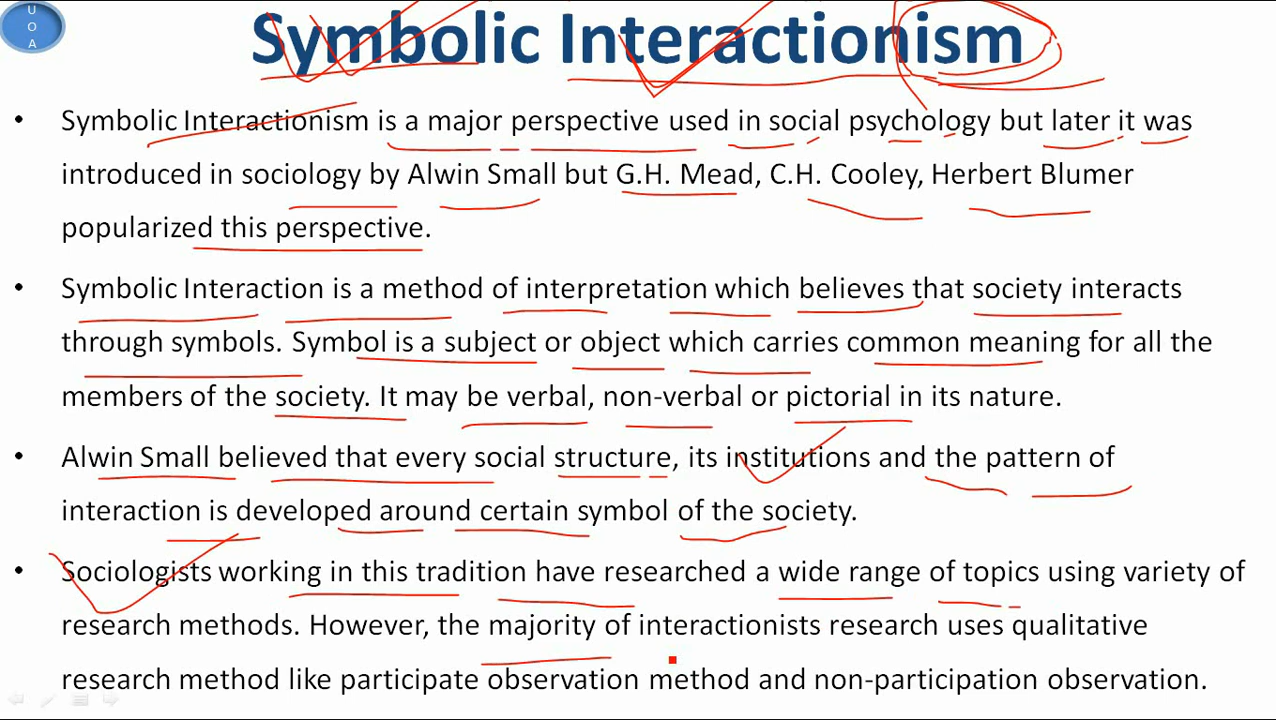 U
O
A
Symbolic Interactionism
• Symbolic Interactionism is a major perspective used in social psychology but later it was
introduced in sociology by Alwin Small but G.H. Mead, C.H. Cooley, Herbert Blumer
popularized this perspective.
• Symbolic Interaction is a method of interpretation which believes that society interacts
through symbols. Symbol is a subject or object which carries common meaning for all the
members of the society. It may be verbal, non-verbal or pictorial in its nature.
• Alwin Small believed that every social structure, its institutions and the pattern of
interaction is developed around certain symbol of the society.
• Sociologists working in this tradition have researched a wide range of topics using variety of
research methods. However, the majority of interactionists research uses qualitative
research method like participate observation method and non-participation observation.